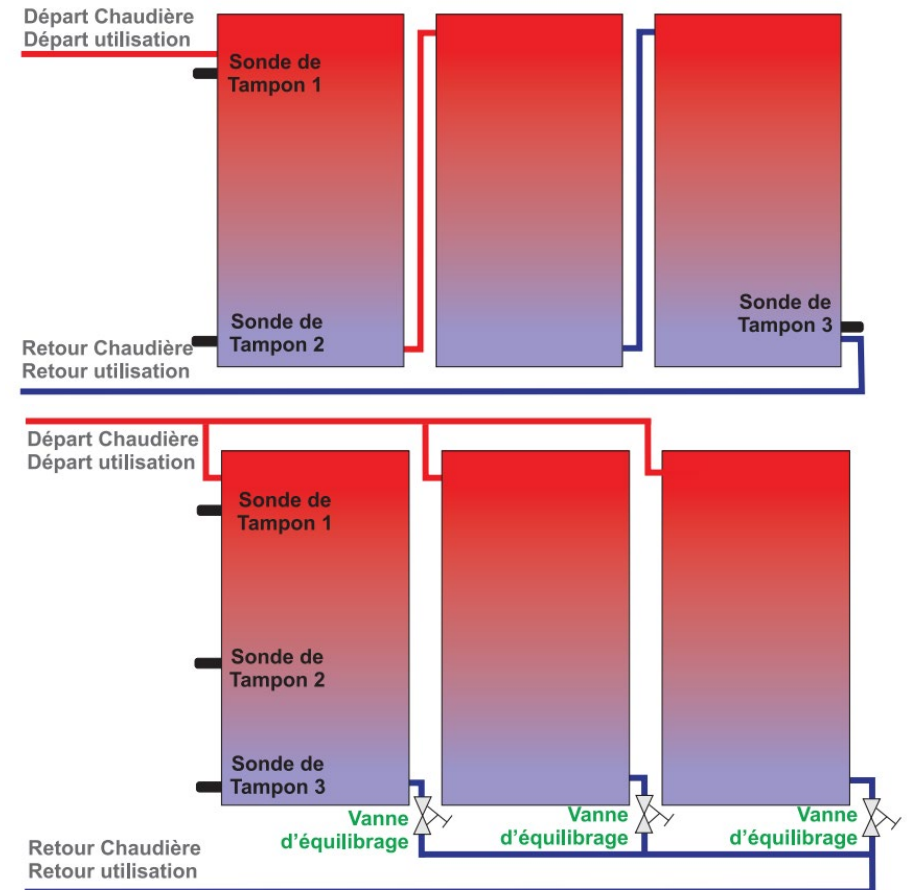 Départ Chaudière
Départ utilisation
Sonde de
Tampon 1
Sonde de
Tampon 2
Sonde de
Tampon 3
Retour Chaudière
Retour utilisation
Départ Chaudière
Départ utilisation
Sonde de
Tampon 1
Sonde de
Tampon 2
Sonde de
Tampon 3
Vanne
d'équilibrage
Vanne
d'équilibrage
Vanne
d'équilibrage
Retour Chaudière
Retour utilisation